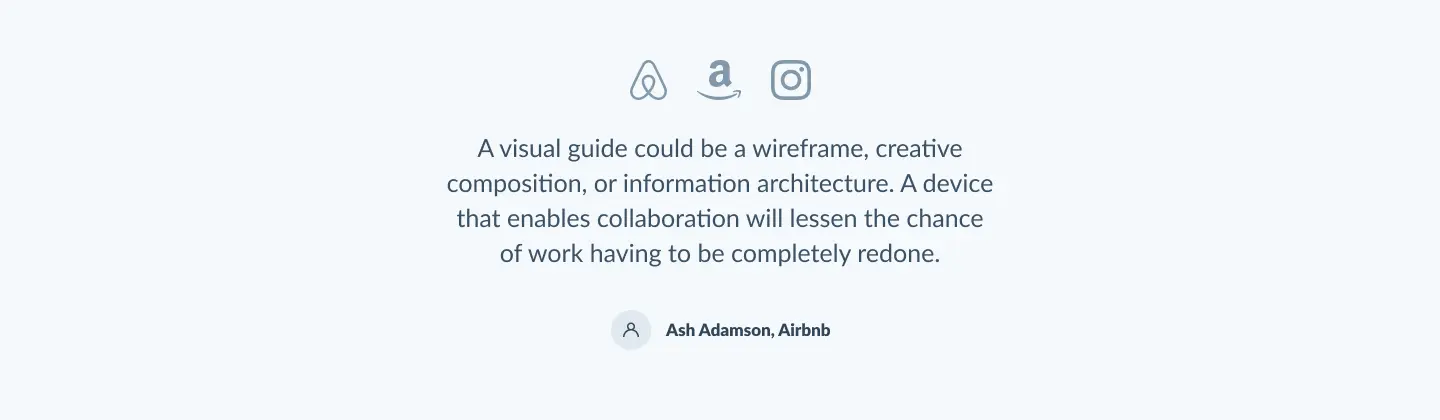 A visual guide could be a wireframe, creative
composition, or information architecture. A device
that enables collaboration will lessen the chance
of work having to be completely redone.
Ash Adamson, Airbnb